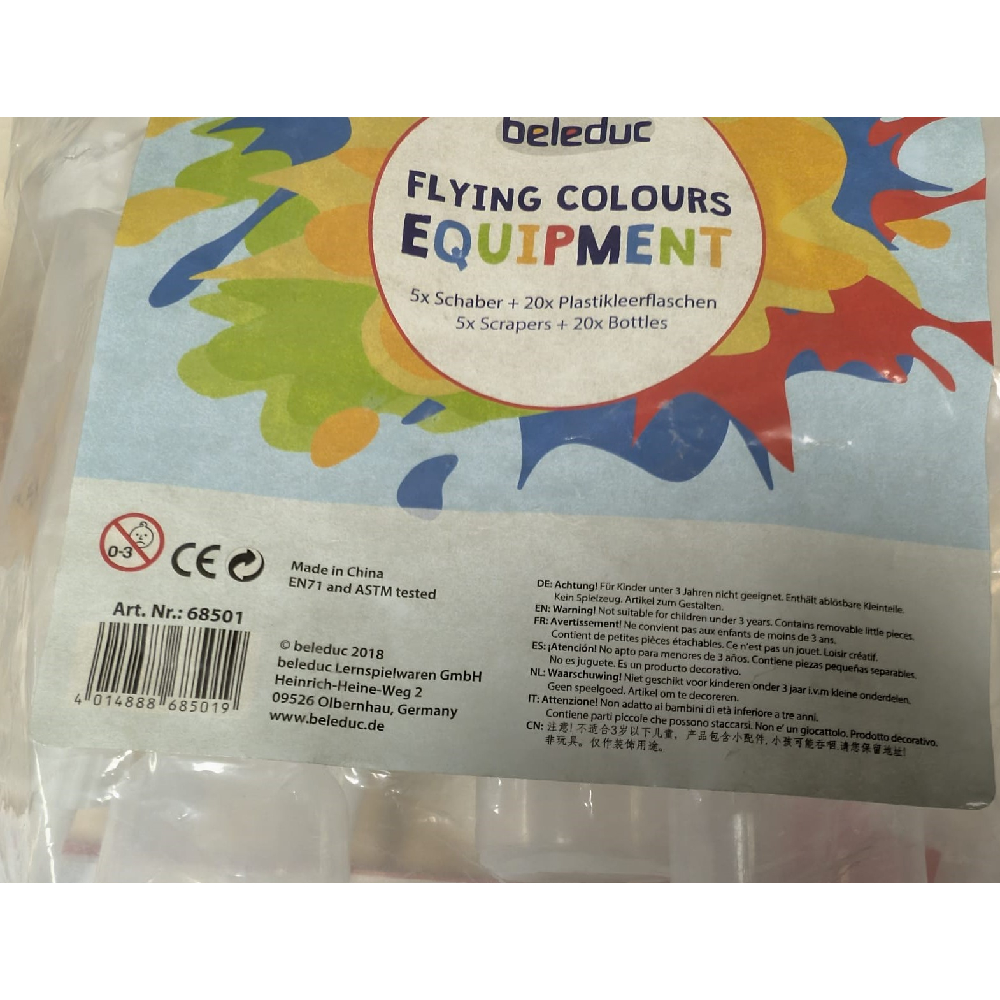 beleduc
FLYING COLOURS
EQUIPMENT
5x Schaber + 20x Plastikleerflaschen
5x Scrapers + 20x Bottles
0-3
CE
Made in China
EN71 and ASTM tested
Art. Nr.: 68501
4 014888 685019
© beleduc 2018
beleduc Lernspielwaren GmbH
Heinrich-Heine-Weg 2
09526 Olbernhau, Germany
www.beleduc.de
DE: Achtung! Für Kinder unter 3 Jahren nicht geeignet. Enthält ablösbare Kleinteile.
Kein Spielzeug. Artikel zum Gestalten.
EN: Warning! Not suitable for children under 3 years. Contains removable little pieces.
FR: Avertissement! Ne convient pas aux enfants de moins de 3 ans.
Contient de petites pièces étachables. Ce n'est pas un jouet. Loisir créatif.
ES: ¡Atención! No apto para menores de 3 años. Contiene piezas pequeñas separables.
No es juguete. Es un producto decorativo.
NL: Waarschuwing! Niet geschikt voor kinderen onder 3 jaar i.v.m kleine onderdelen.
Geen speelgoed. Artikel om te decoreren.
IT: Attenzione! Non adatto ai bambini di età inferiore a tre anni.
Contiene parti piccole che possono staccarsi. Non e' un giocattolo. Prodotto decorativo.
CN: 注意! 不适合3岁以下儿童, 产品包含小配件, 小孩可能吞咽, 请您保留地址!
非玩具。仅作装饰用途。